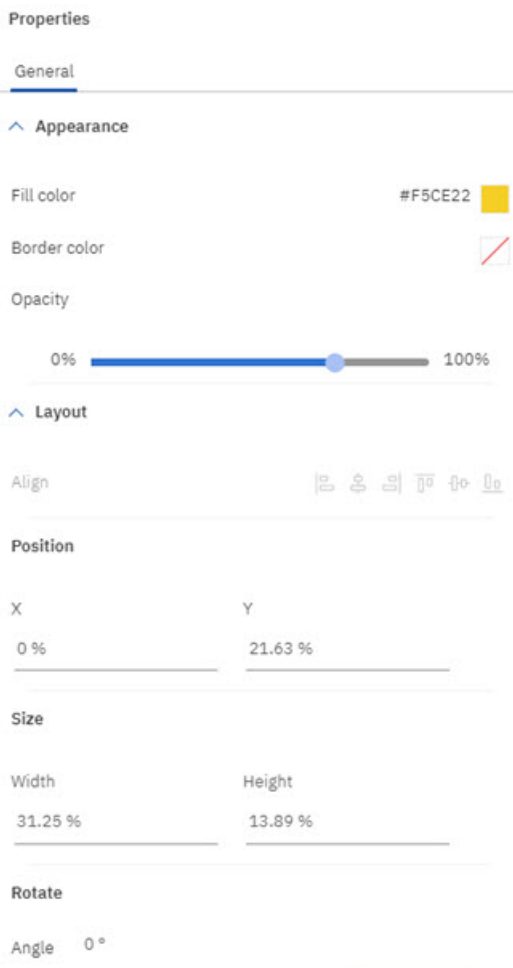 Properties
General
Appearance
Fill color #F5CE22
Border color
Opacity
0% 100%
Layout
Align
Position
X Y
0 % 21.63 %
Size
Width Height
31.25 % 13.89 %
Rotate
Angle 0 °